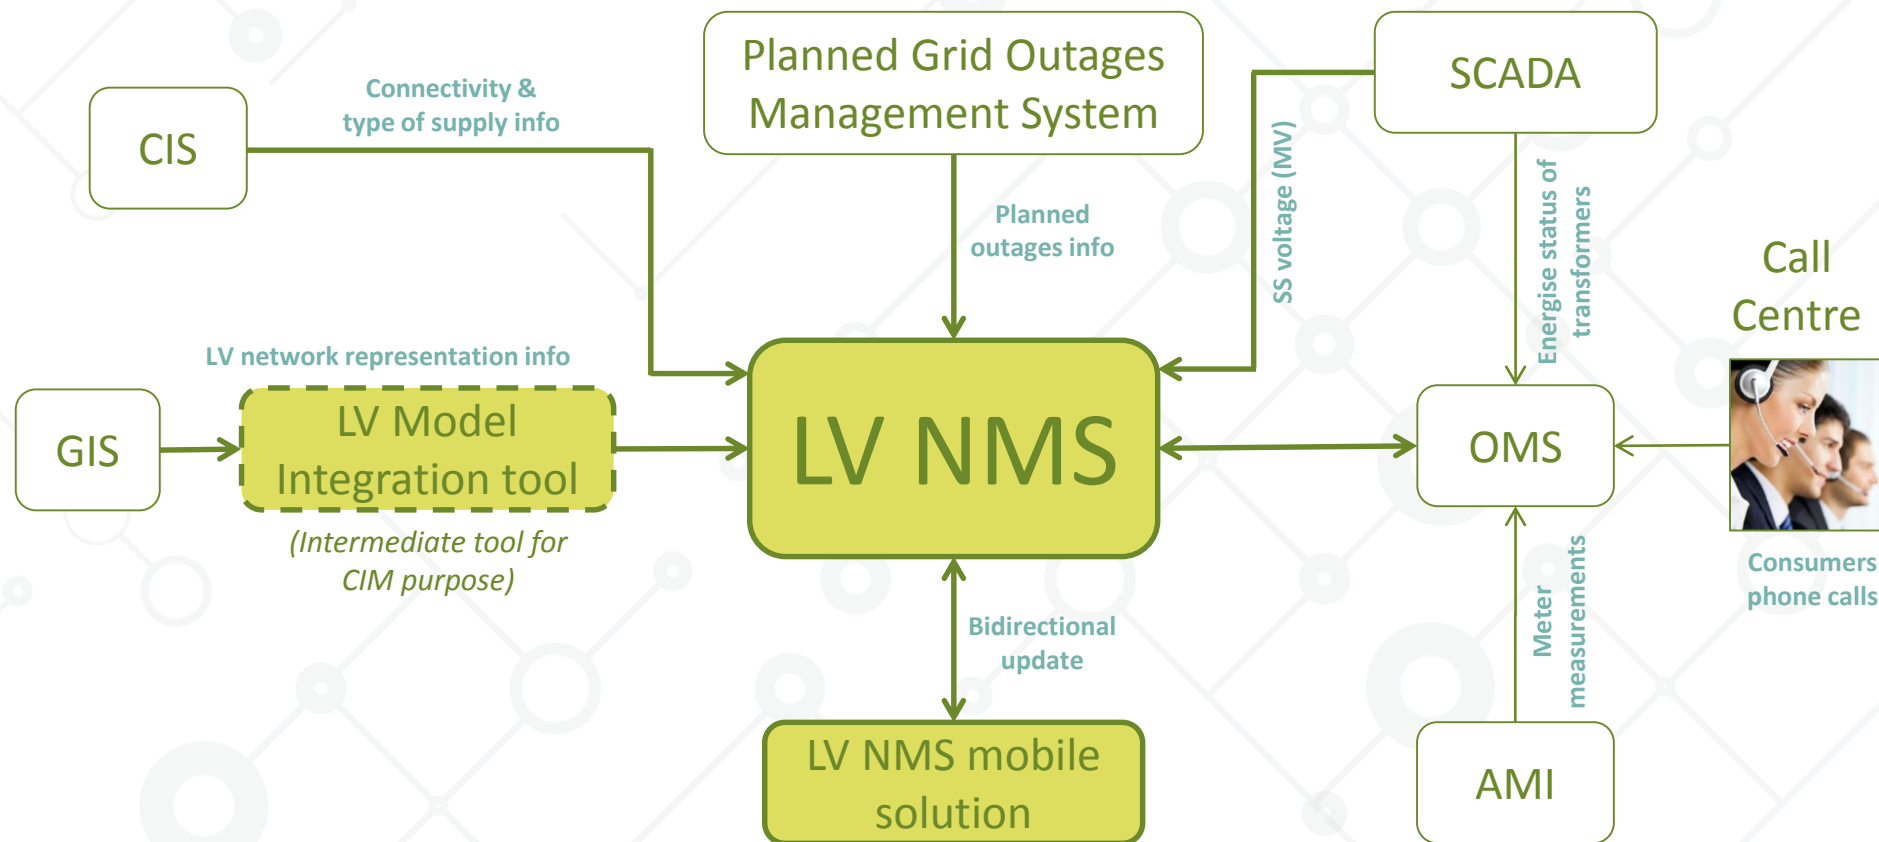 Planned Grid Outages
Management System
SCADA
Connectivity &
type of supply info
CIS
SS voltage (MV)
Energise status of
transformers
Planned
outages info
Call
Centre
LV network representation info
GIS
LV Model
Integration tool
(Intermediate tool for
CIM purpose)
LV NMS
OMS
Consumers
phone calls
Meter
measurements
Bidirectional
update
LV NMS mobile
solution
AMI